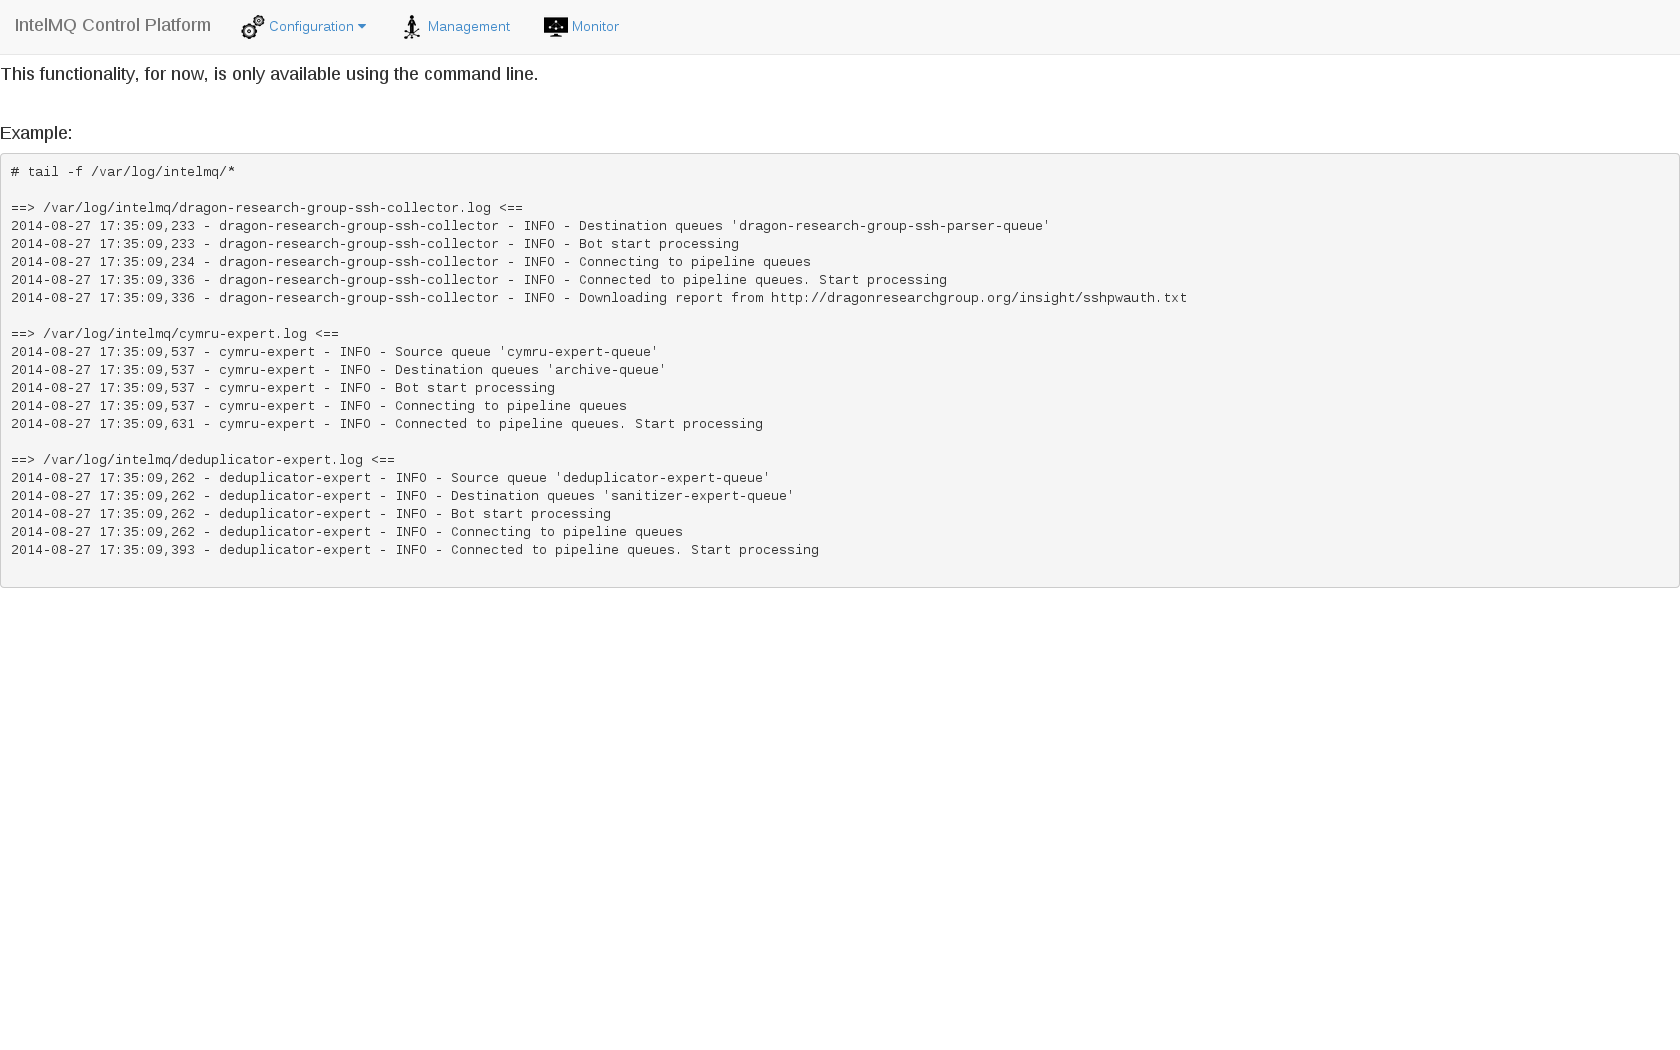 IntelMQ Control Platform Configuration Management Monitor
This functionality, for now, is only available using the command line.
Example:
# tail -f /var/log/intelmq/*
==> /var/log/intelmq/dragon-research-group-ssh-collector.log <==
2014-08-27 17:35:09,233 - dragon-research-group-ssh-collector - INFO - Destination queues 'dragon-research-group-ssh-parser-queue'
2014-08-27 17:35:09,233 - dragon-research-group-ssh-collector - INFO - Bot start processing
2014-08-27 17:35:09,234 - dragon-research-group-ssh-collector - INFO - Connecting to pipeline queues
2014-08-27 17:35:09,336 - dragon-research-group-ssh-collector - INFO - Connected to pipeline queues. Start processing
2014-08-27 17:35:09,336 - dragon-research-group-ssh-collector - INFO - Downloading report from http://dragonresearchgroup.org/insight/sshpwauth.txt
==> /var/log/intelmq/cymru-expert.log <==
2014-08-27 17:35:09,537 - cymru-expert - INFO - Source queue 'cymru-expert-queue'
2014-08-27 17:35:09,537 - cymru-expert - INFO - Destination queues 'archive-queue'
2014-08-27 17:35:09,537 - cymru-expert - INFO - Bot start processing
2014-08-27 17:35:09,537 - cymru-expert - INFO - Connecting to pipeline queues
2014-08-27 17:35:09,631 - cymru-expert - INFO - Connected to pipeline queues. Start processing
==> /var/log/intelmq/deduplicator-expert.log <==
2014-08-27 17:35:09,262 - deduplicator-expert - INFO - Source queue 'deduplicator-expert-queue'
2014-08-27 17:35:09,262 - deduplicator-expert - INFO - Destination queues 'sanitizer-expert-queue'
2014-08-27 17:35:09,262 - deduplicator-expert - INFO - Bot start processing
2014-08-27 17:35:09,262 - deduplicator-expert - INFO - Connecting to pipeline queues
2014-08-27 17:35:09,393 - deduplicator-expert - INFO - Connected to pipeline queues. Start processing